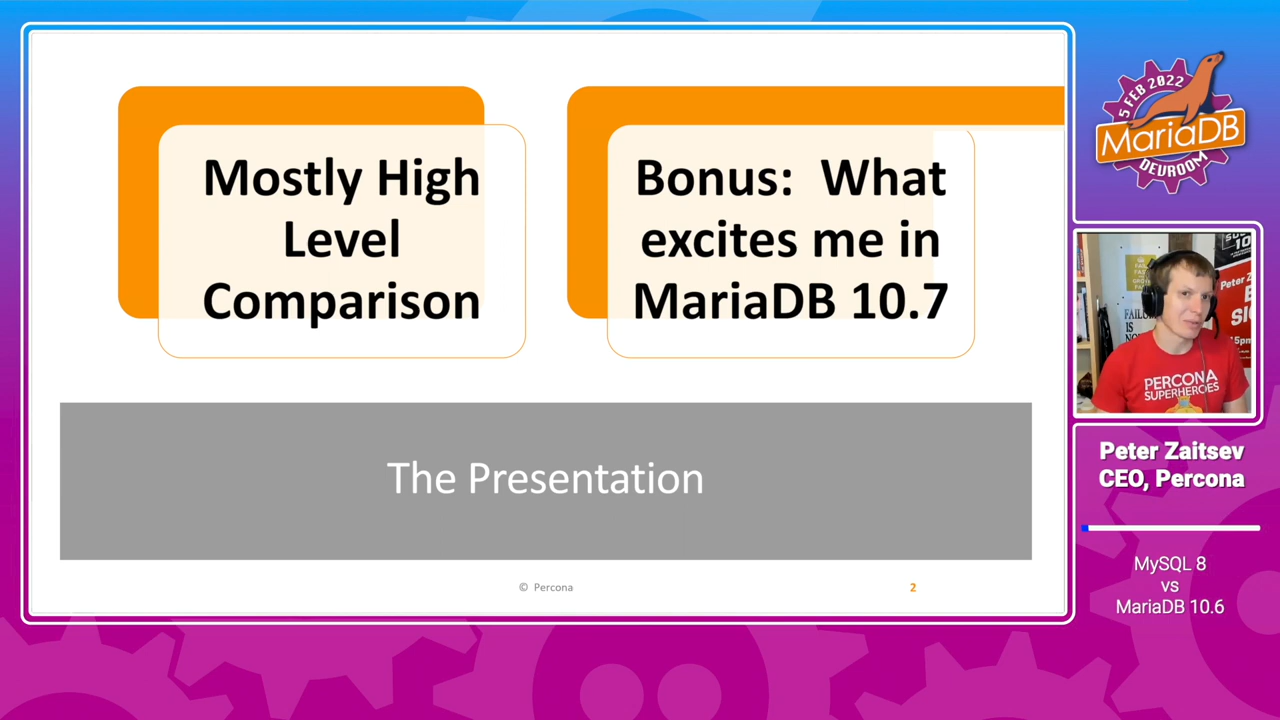 Mostly High
Level
Comparison
Bonus: What
excites me in
MariaDB 10.7
The Presentation
© Percona
2
5 FEB 2022
MariaDB
DEVROOM
PERCONA
SUPERHEROES
Peter Zaitsev
CEO, Percona
MySQL 8
vs
MariaDB 10.6